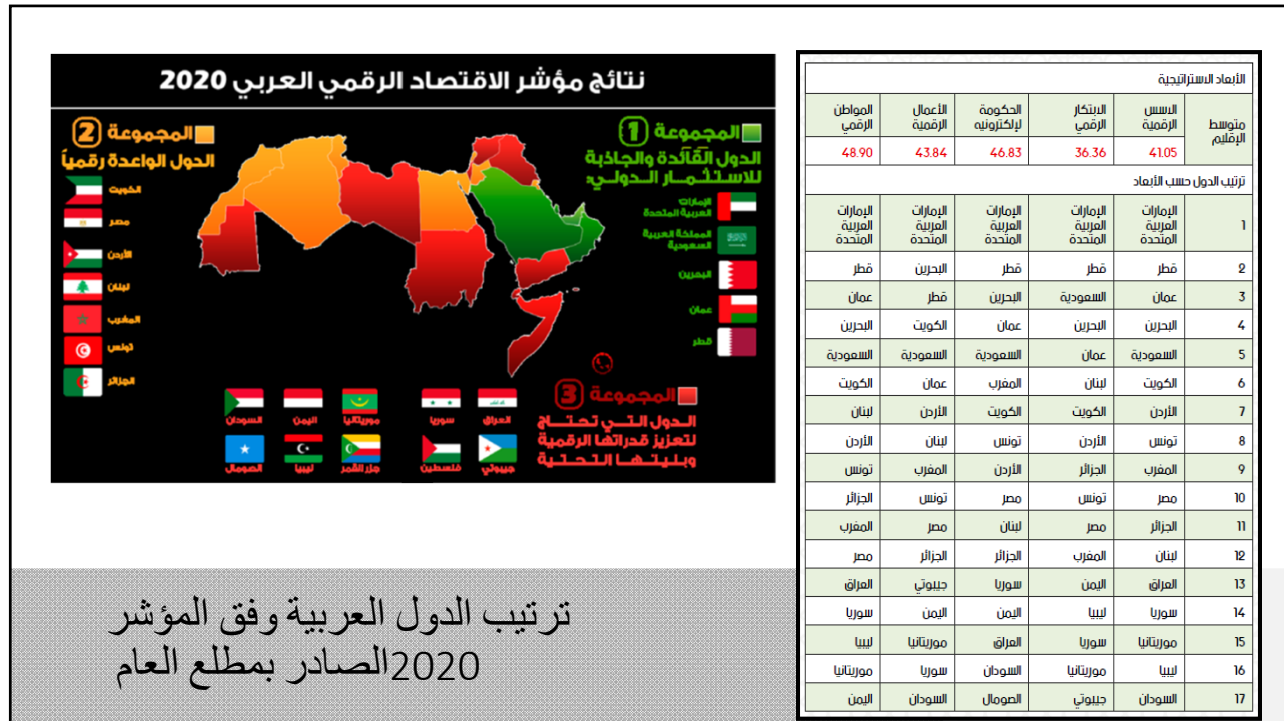 نتائج مؤشر الاقتصاد الرقمي العربي 2020
المجموعة (1)
الدول القائدة والجاذبة
للاستثمار الدولي:
الإمارات
العربية المتحدة
المملكة العربية
السعودية
البحرين
عمان
قطر
المجموعة (2)
الدول الواعدة رقمياً
الكويت
مصر
الأردن
لبنان
المغرب
تونس
الجزائر
المجموعة (3)
الدول التي تحتاج
لتعزيز قدراتها الرقمية
وبنيتها التحتية
العراق سوريا موريتانيا اليمن السودان
جيبوتي فلسطين جزر القمر ليبيا الصومال
الأبعاد الاستراتيجية
متوسط الإقليم الاسس الرقمية الابتكار الرقمي الحكومة لإلكترونيه الأعمال الرقمية المواطن الرقمي
41.05 36.36 46.83 43.84 48.90
ترتيب الدول حسب الأبعاد
1 الإمارات العربية المتحدة الإمارات العربية المتحدة الإمارات العربية المتحدة الإمارات العربية المتحدة الإمارات العربية المتحدة
2 قطر قطر قطر البحرين قطر
3 عمان السعودية البحرين قطر عمان
4 البحرين البحرين عمان الكويت البحرين
5 السعودية عمان السعودية السعودية السعودية
6 الكويت لبنان المغرب عمان الكويت
7 الأردن الكويت الكويت الأردن لبنان
8 تونس الأردن تونس لبنان الأردن
9 المغرب الجزائر الأردن المغرب تونس
10 مصر تونس مصر تونس الجزائر
11 الجزائر مصر لبنان مصر المغرب
12 لبنان المغرب الجزائر الجزائر مصر
13 العراق اليمن سوريا جيبوتي العراق
14 سوريا ليبيا اليمن اليمن سوريا
15 موريتانيا سوريا العراق موريتانيا ليبيا
16 ليبيا موريتانيا السودان سوريا موريتانيا
17 السودان جيبوتي الصومال السودان اليمن
ترتيب الدول العربية وفق المؤشر
الصادر بمطلع العام 2020